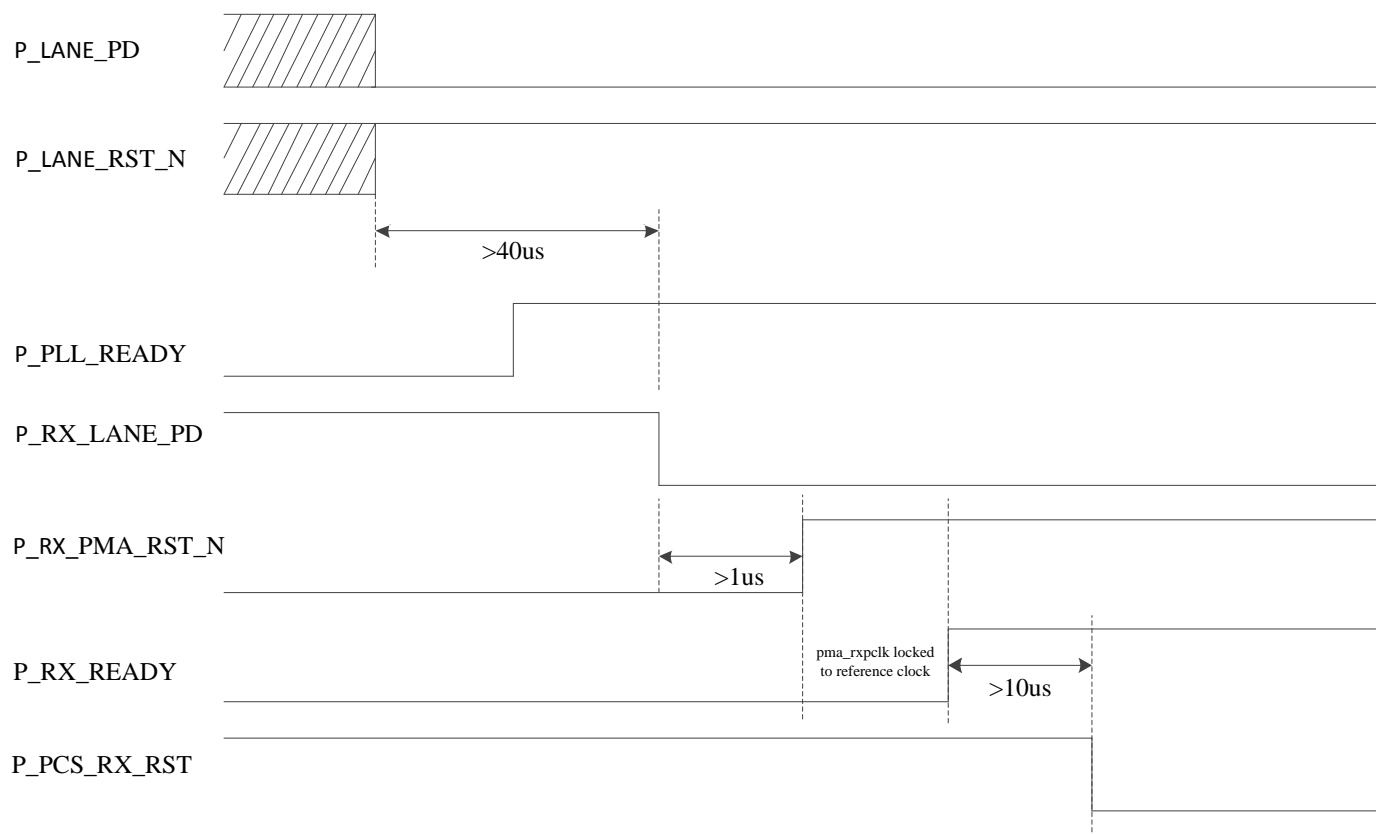 P_LANE_PD
P_LANE_RST_N
>40us
P_PLL_READY
P_RX_LANE_PD
P_RX_PMA_RST_N
>1us
pma_rxpclk locked
to reference clock
P_RX_READY
>10us
P_PCS_RX_RST